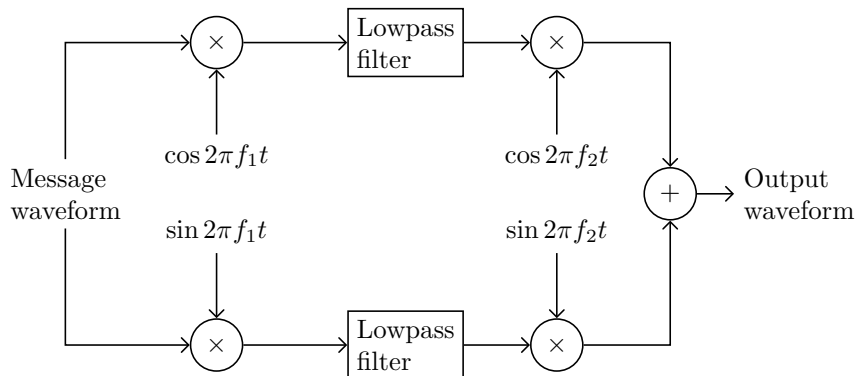 ×
Lowpass
filter
×
cos 2πf₁t
cos 2πf₂t
Message
waveform
+
Output
waveform
sin 2πf₁t
sin 2πf₂t
×
Lowpass
filter
×